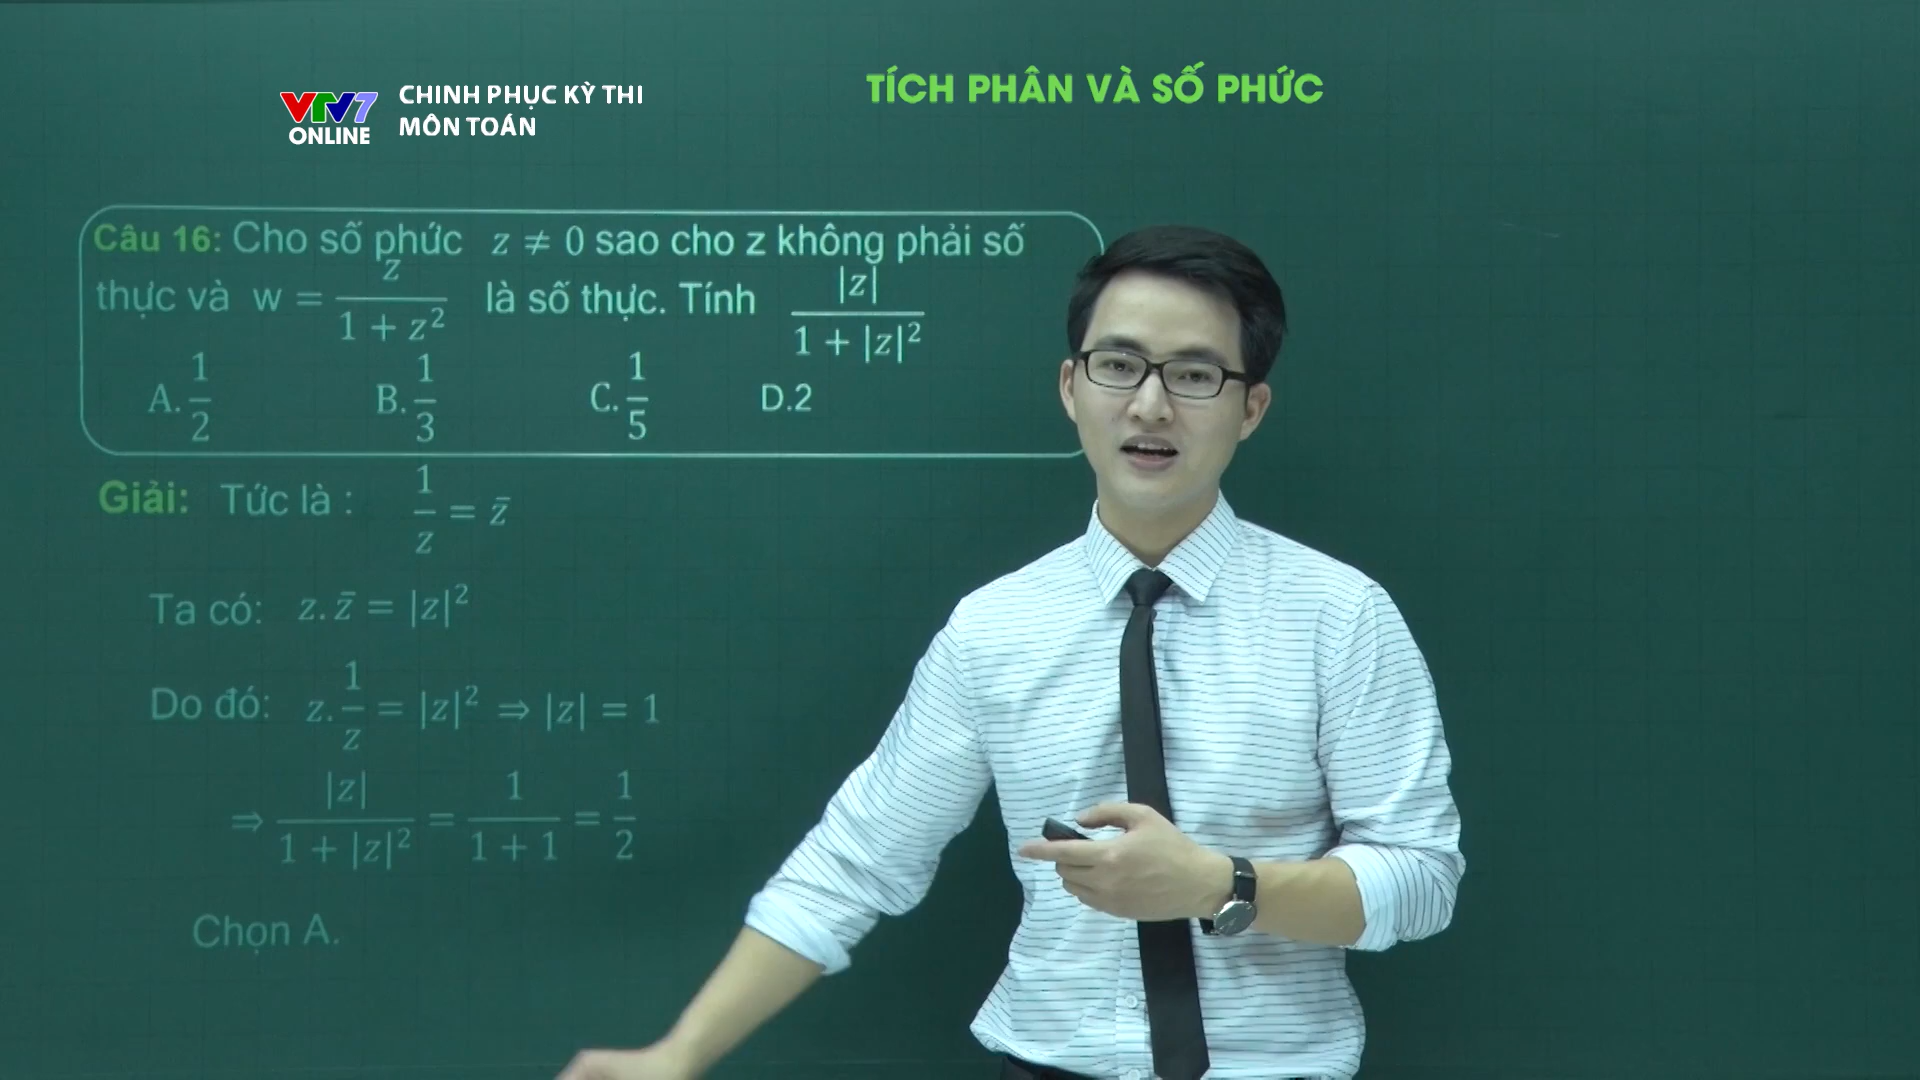 VTV7
ONLINE
CHINH PHỤC KỲ THI
MÔN TOÁN
TÍCH PHÂN VÀ SỐ PHỨC
Câu 16: Cho số phức z ≠ 0 sao cho z không phải số
thực và w = z/(1 + z²) là số thực. Tính |z|/(1 + |z|²)
A. 1/2 B. 1/3 C. 1/5 D.2
Giải: Tức là : 1/z = z̄
Ta có: z. z̄ = |z|²
Do đó: z. 1/z = |z|² ⇒ |z| = 1
⇒ |z|/(1 + |z|²) = 1/(1 + 1) = 1/2
Chọn A.